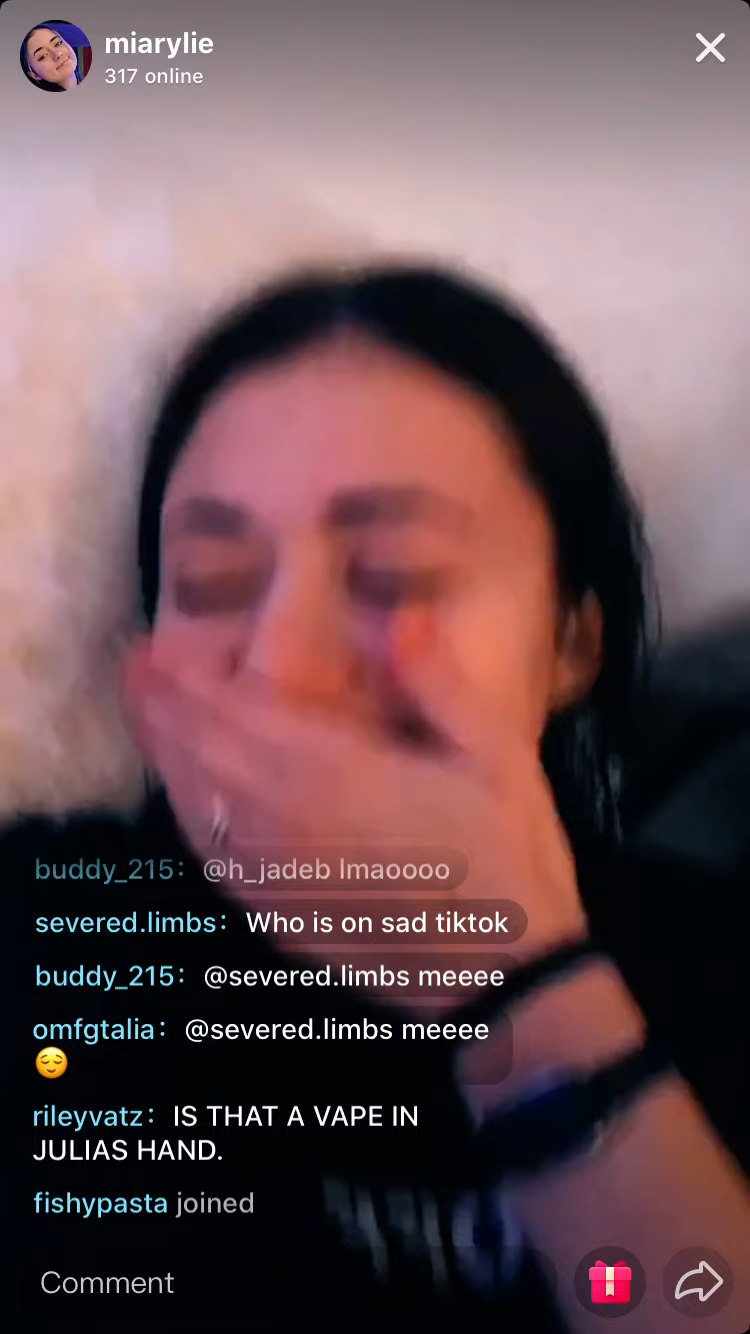 miarylie
317 online
buddy_215: @h_jadeb lmaoooo
severed.limbs: Who is on sad tiktok
buddy_215: @severed.limbs meeee
omfgtalia: @severed.limbs meeee
😌
rileyvatz: IS THAT A VAPE IN
JULIAS HAND.
fishypasta joined
Comment